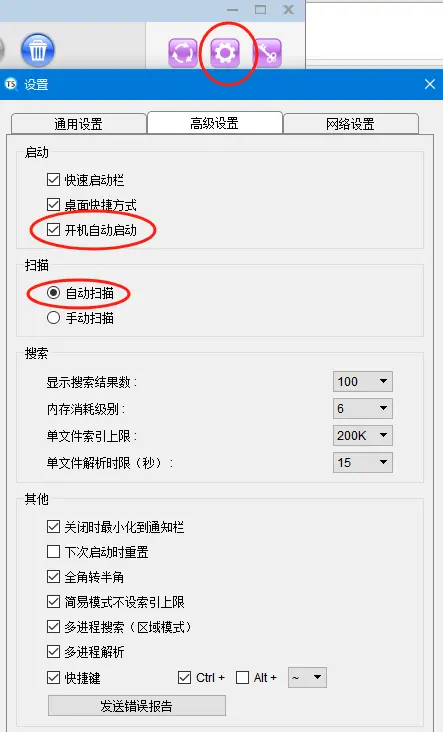 TS 设置
通用设置 高级设置 网络设置
启动
快速启动栏
桌面快捷方式
开机自动启动
扫描
自动扫描
手动扫描
搜索
显示搜索结果数： 100
内存消耗级别： 6
单文件索引上限： 200K
单文件解析时限（秒）： 15
其他
关闭时最小化到通知栏
下次启动时重置
全角转半角
简易模式不设索引上限
多进程搜索（区域模式）
多进程解析
快捷键 Ctrl + Alt + ~
发送错误报告